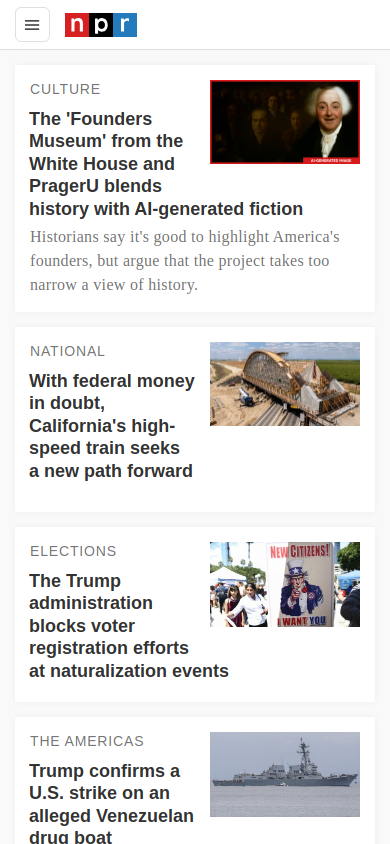 npr
CULTURE
The 'Founders
Museum' from the
White House and
PragerU blends
history with AI-generated fiction
AI-GENERATED IMAGE
Historians say it's good to highlight America's
founders, but argue that the project takes too
narrow a view of history.
NATIONAL
With federal money
in doubt,
California's high-
speed train seeks
a new path forward
ELECTIONS
The Trump
administration
blocks voter
registration efforts
at naturalization events
NEW CITIZENS!
I WANT YOU
THE AMERICAS
Trump confirms a
U.S. strike on an
alleged Venezuelan
drug boat